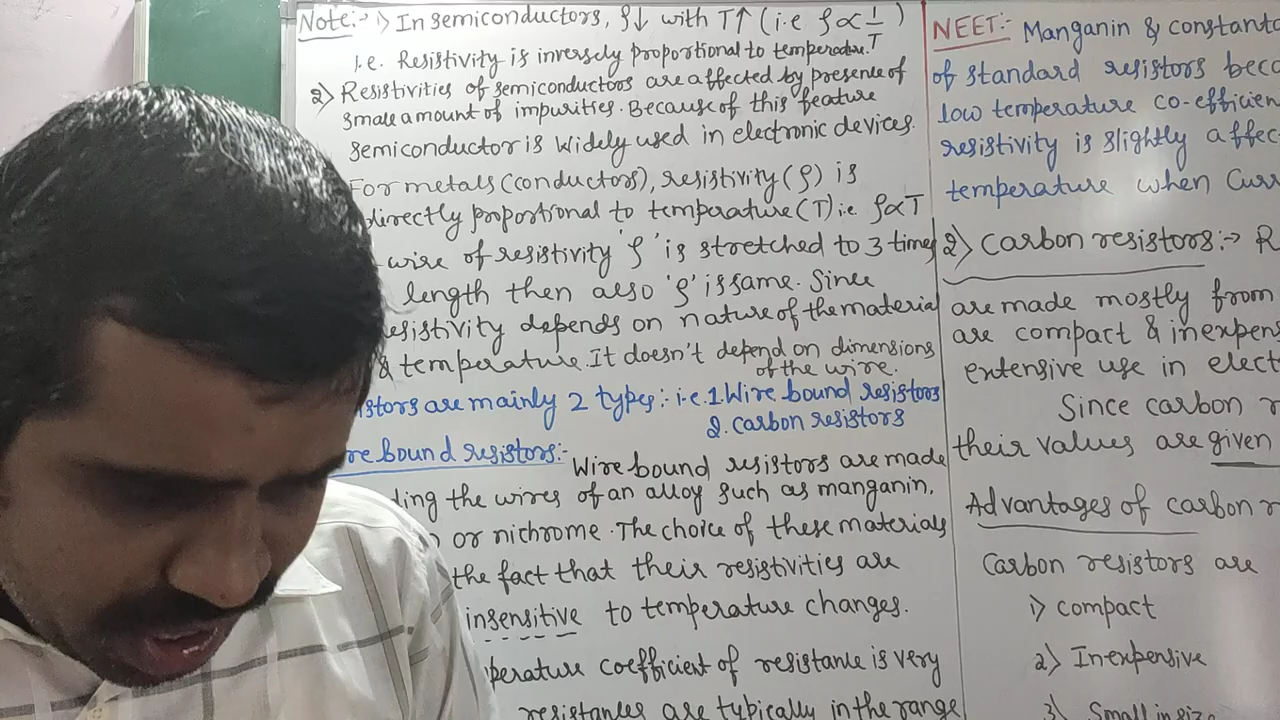 Note:- 1) In semiconductors, ρ↓ with T↑ (i.e ρ ∝ 1/T)
i.e. Resistivity is inversely proportional to temperature.
2) Resistivities of semiconductors are affected by presence of
small amount of impurities. Because of this feature
semiconductor is widely used in electronic devices.
For metals (conductors), resistivity (ρ) is
directly proportional to temperature (T) i.e. ρ∝T
wire of resistivity 'ρ' is stretched to 3 times
length then also 'ρ' is same. Since
resistivity depends on nature of the material
& temperature. It doesn't depend on dimensions
of the wire.
istors are mainly 2 types:- i.e. 1. Wire bound resistors
2. carbon resistors
re bound resistors:- Wire bound resistors are made
ding the wires of an alloy such as manganin,
or nichrome. The choice of these materials
the fact that their resistivities are
insensitive to temperature changes.
perature coefficient of resistance is very
resistances are typically in the range
NEET:- Manganin & constanta
of standard resistors beca
low temperature co-efficien
resistivity is slightly affec
temperature when Curr
2) Carbon resistors:→ R
are made mostly from
are compact & inexpens
extensive use in elect
Since carbon r
their values are given
Advantages of carbon r
Carbon resistors are
1) compact
2) Inexpensive
3) Small in size